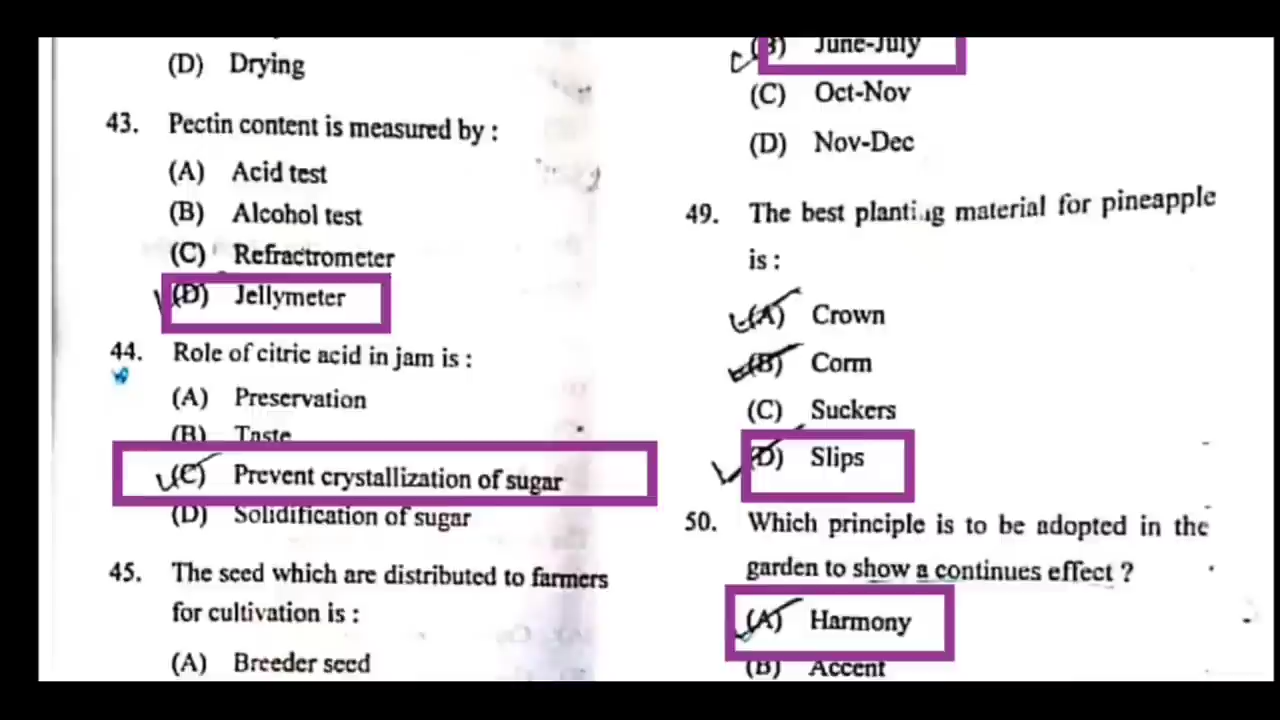 (D) Drying
43. Pectin content is measured by :
(A) Acid test
(B) Alcohol test
(C) Refractrometer
(D) Jellymeter
44. Role of citric acid in jam is :
(A) Preservation
(B) Taste
(C) Prevent crystallization of sugar
(D) Solidification of sugar
45. The seed which are distributed to farmers
for cultivation is :
(A) Breeder seed
(B) June-July
(C) Oct-Nov
(D) Nov-Dec
49. The best planting material for pineapple
is :
(A) Crown
(B) Corm
(C) Suckers
(D) Slips
50. Which principle is to be adopted in the
garden to show a continues effect ?
(A) Harmony
(B) Accent